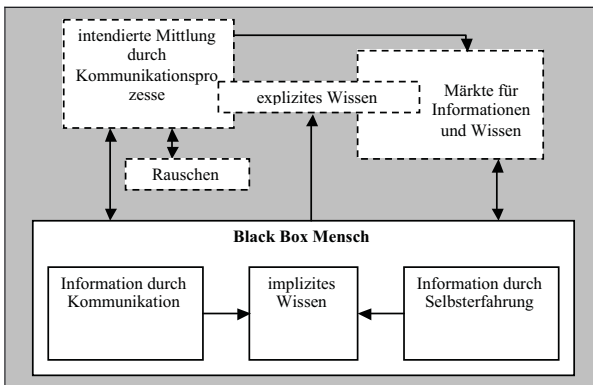 intendierte Mittlung
durch
Kommunikationspro
zesse
explizites Wissen
Märkte für
Informationen
und Wissen
Rauschen
Black Box Mensch
Information durch
Kommunikation
implizites
Wissen
Information durch
Selbsterfahrung